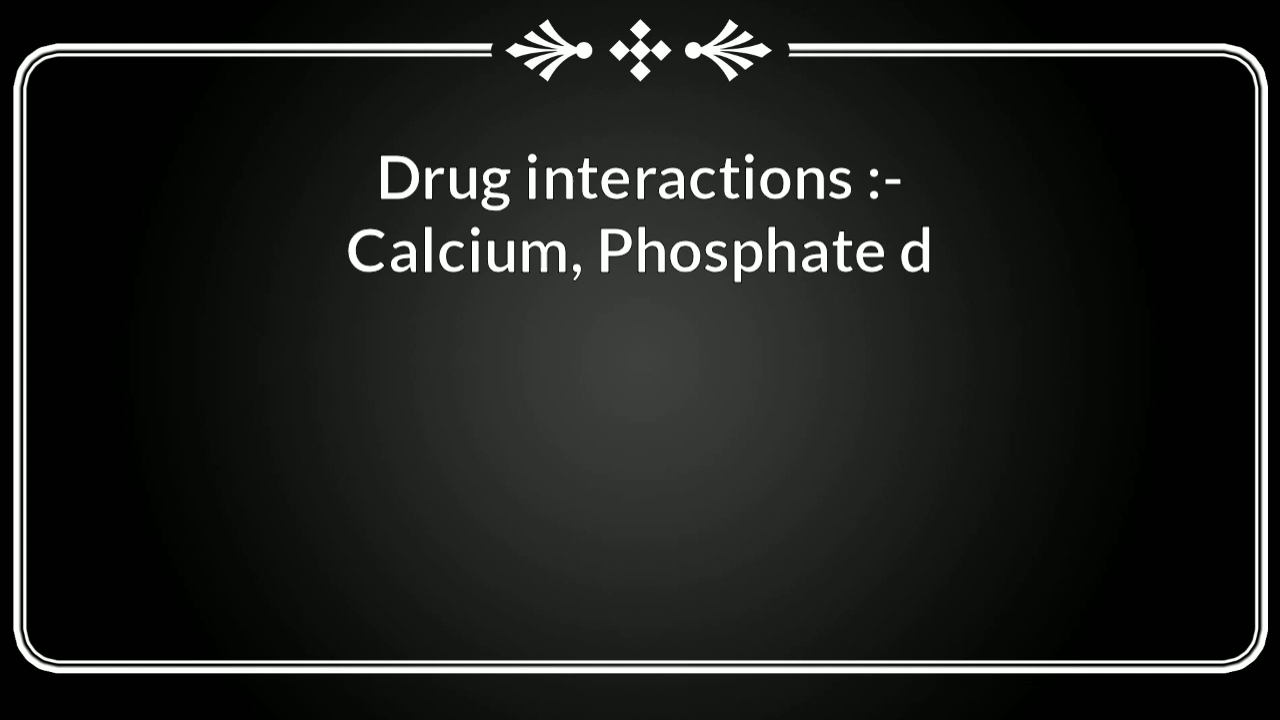 Drug interactions :-
Calcium, Phosphate d